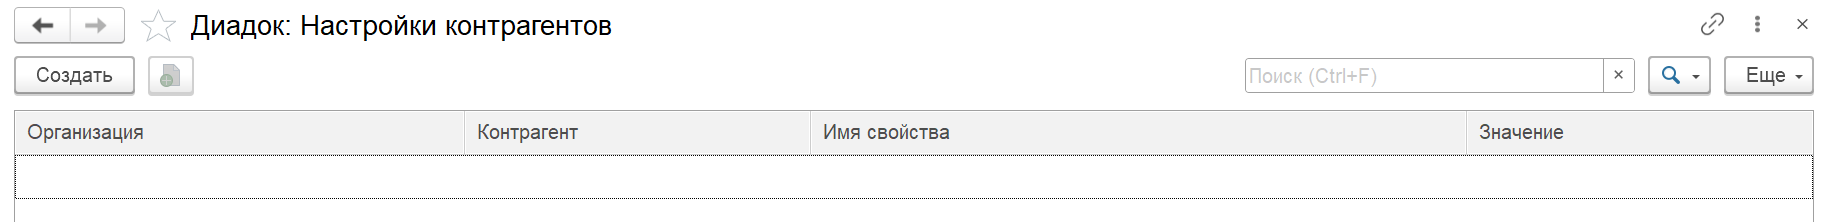 Диадок: Настройки контрагентов
Создать
Поиск (Ctrl+F)
Еще
Организация Контрагент Имя свойства Значение